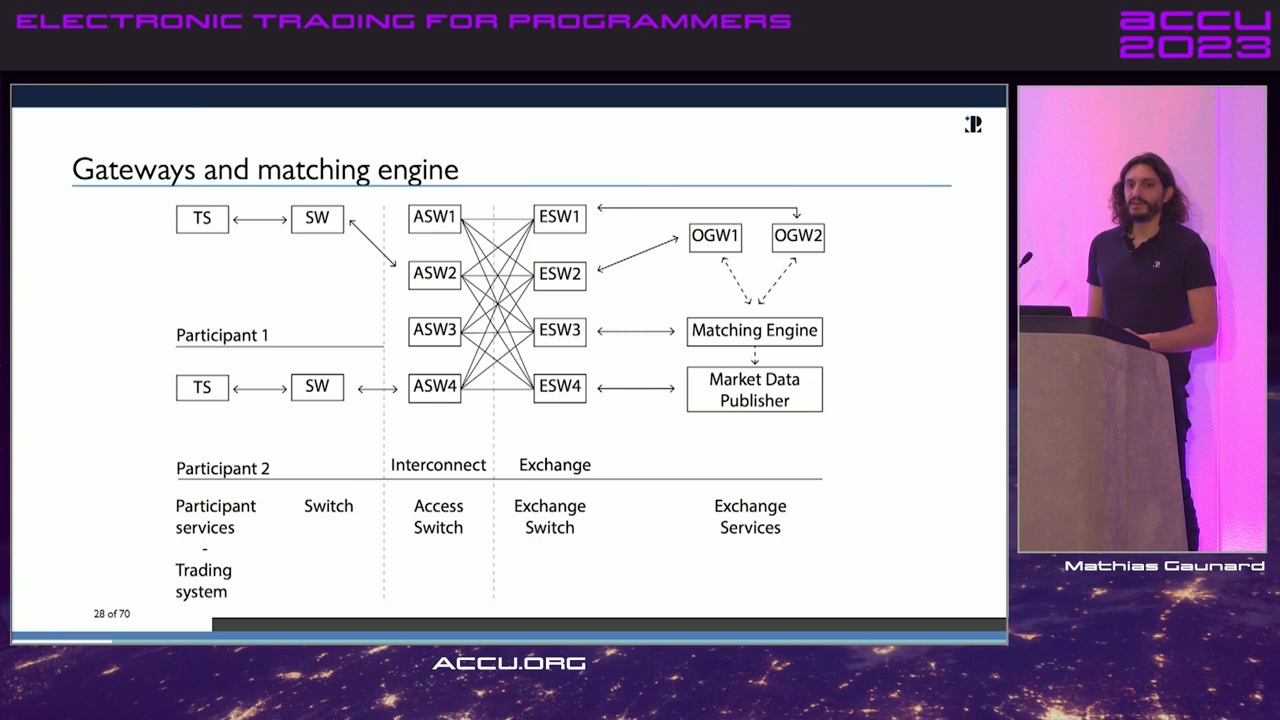 ELECTRONIC TRADING FOR PROGRAMMERS
accu
2023
Gateways and matching engine
TS
SW
ASW1
ESW1
OGW1
OGW2
ASW2
ESW2
Participant 1
ASW3
ESW3
Matching Engine
TS
SW
ASW4
ESW4
Market Data
Publisher
Participant 2
Interconnect
Exchange
Participant
services
-
Trading
system
Switch
Access
Switch
Exchange
Switch
Exchange
Services
28 of 70
Mathias Gaunard
ACCU.ORG